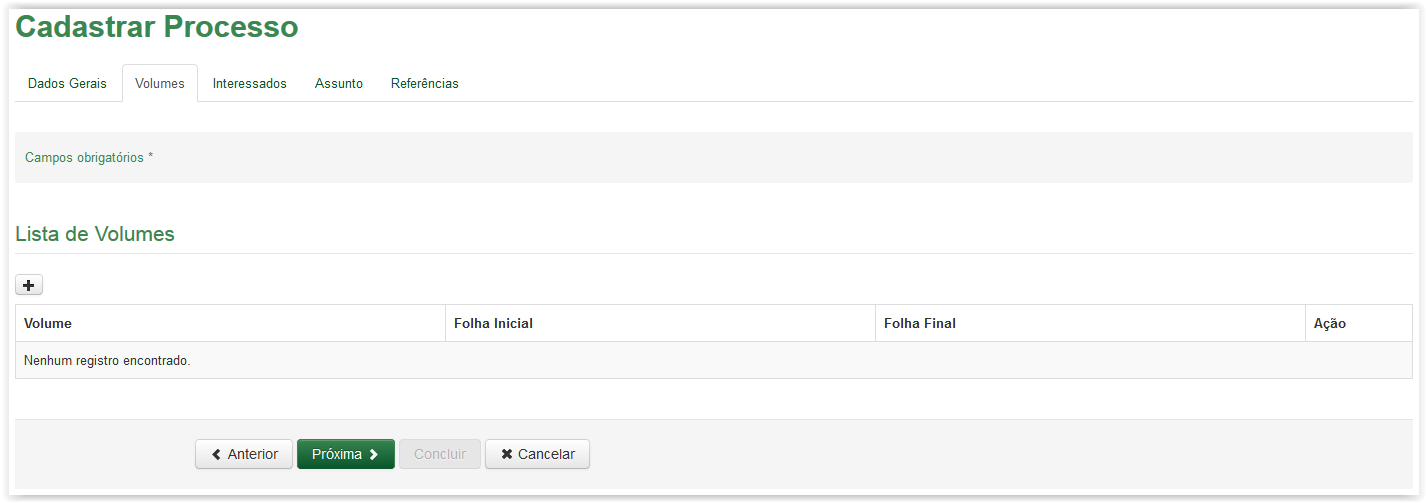 Cadastrar Processo
Dados Gerais Volumes Interessados Assunto Referências
Campos obrigatórios *
Lista de Volumes
Volume Folha Inicial Folha Final Ação
Nenhum registro encontrado.
Anterior Próxima Concluir Cancelar